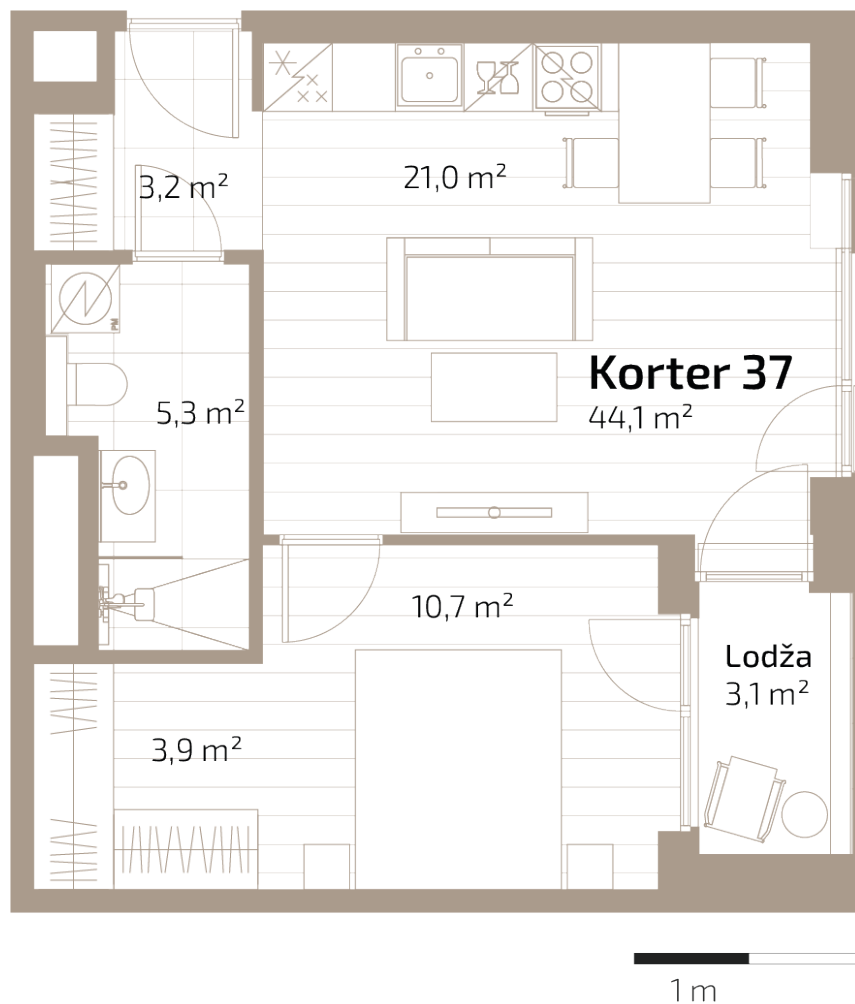 3,2 m²
21,0 m²
PM
Korter 37
44,1 m²
5,3 m²
10,7 m²
Lodža
3,1 m²
3,9 m²
1 m